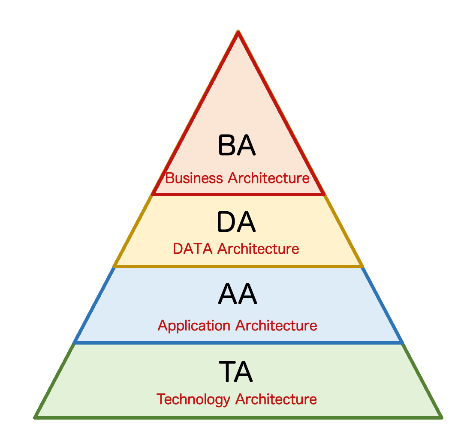 BA
Business Architecture
DA
DATA Architecture
AA
Application Architecture
TA
Technology Architecture